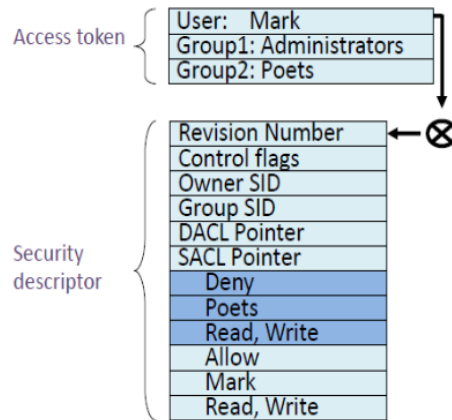 Access token
User: Mark
Group1: Administrators
Group2: Poets
Security
descriptor
Revision Number
Control flags
Owner SID
Group SID
DACL Pointer
SACL Pointer
Deny
Poets
Read, Write
Allow
Mark
Read, Write